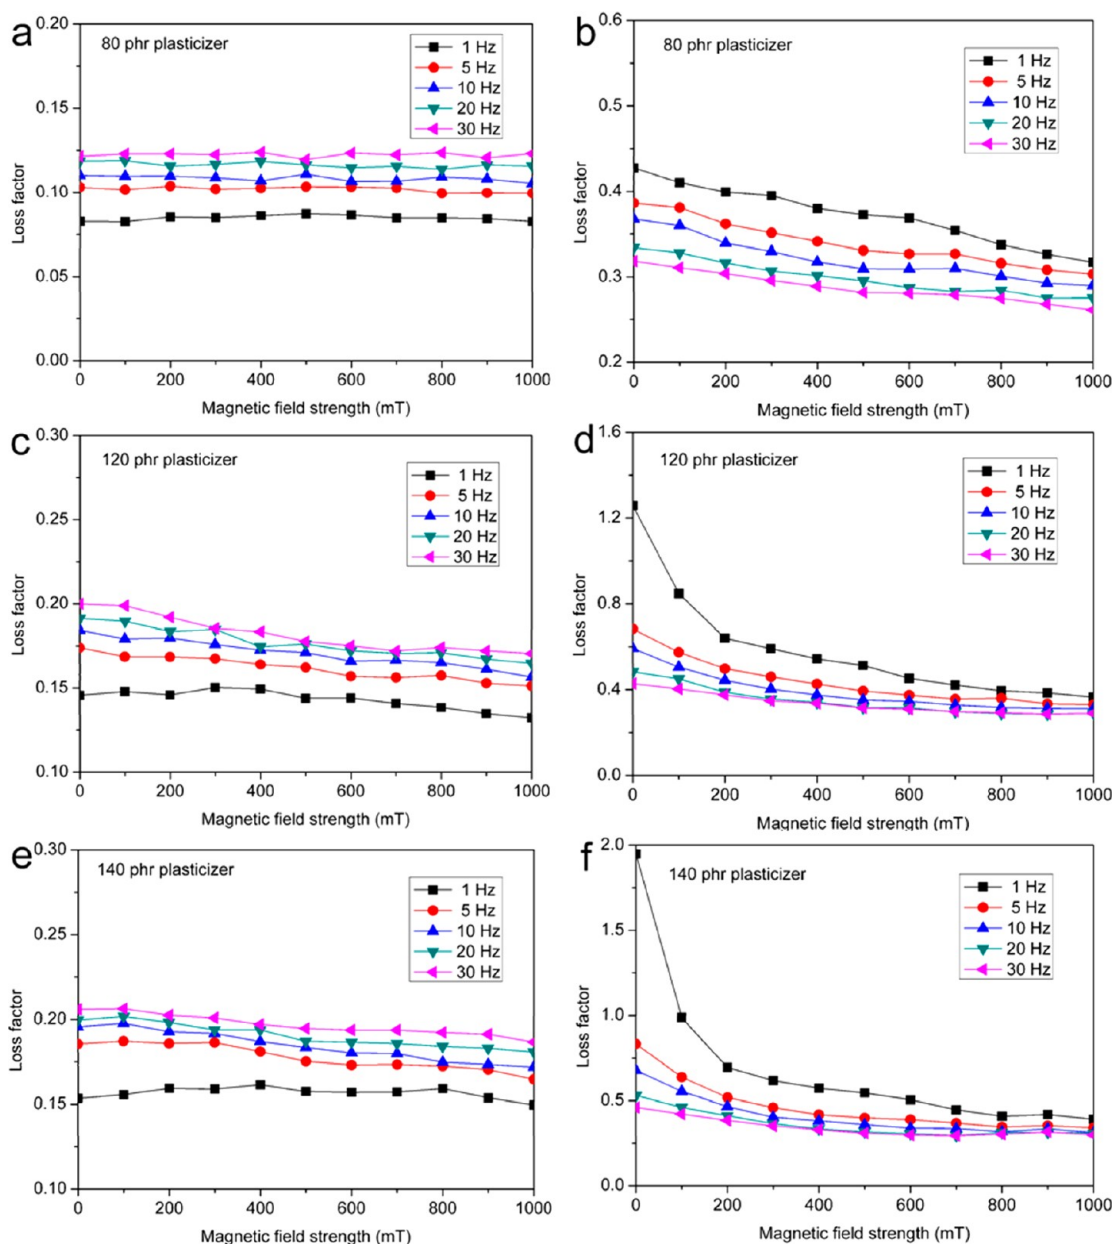 a
80 phr plasticizer
1 Hz
5 Hz
10 Hz
20 Hz
30 Hz
Loss factor
0.20
0.15
0.10
0.05
0.00
0 200 400 600 800 1000
Magnetic field strength (mT)
b
80 phr plasticizer
1 Hz
5 Hz
10 Hz
20 Hz
30 Hz
Loss factor
0.6
0.5
0.4
0.3
0.2
0 200 400 600 800 1000
Magnetic field strength (mT)
c
120 phr plasticizer
1 Hz
5 Hz
10 Hz
20 Hz
30 Hz
Loss factor
0.30
0.25
0.20
0.15
0.10
0 200 400 600 800 1000
Magnetic field strength (mT)
d
120 phr plasticizer
1 Hz
5 Hz
10 Hz
20 Hz
30 Hz
Loss factor
1.6
1.2
0.8
0.4
0.0
0 200 400 600 800 1000
Magnetic field strength (mT)
e
140 phr plasticizer
1 Hz
5 Hz
10 Hz
20 Hz
30 Hz
Loss factor
0.30
0.25
0.20
0.15
0.10
0 200 400 600 800 1000
Magnetic field strength (mT)
f
140 phr plasticizer
1 Hz
5 Hz
10 Hz
20 Hz
30 Hz
Loss factor
2.0
1.5
1.0
0.5
0.0
0 200 400 600 800 1000
Magnetic field strength (mT)